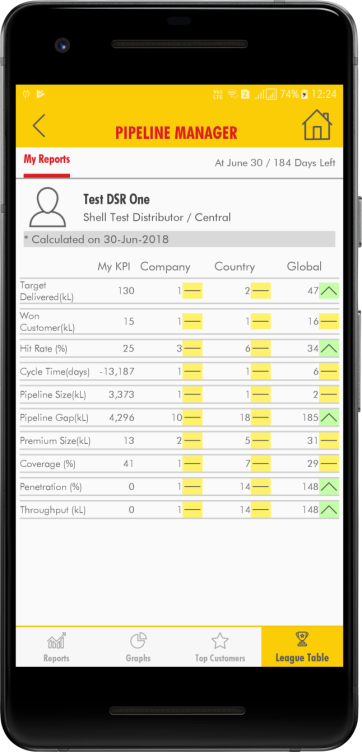 74% 12:24
PIPELINE MANAGER
My Reports At June 30 / 184 Days Left
Test DSR One
Shell Test Distributor / Central
* Calculated on 30-Jun-2018
My KPI Company Country Global
Target Delivered(kL) 130 1 2 47
Won Customer(kL) 15 1 1 16
Hit Rate (%) 25 3 6 34
Cycle Time(days) -13,187 1 1 6
Pipeline Size(kL) 3,373 1 1 2
Pipeline Gap(kL) 4,296 10 18 185
Premium Size(kL) 13 2 5 31
Coverage (%) 41 1 7 29
Penetration (%) 0 1 14 148
Throughput (kL) 0 1 14 148
Reports Graphs Top Customers League Table